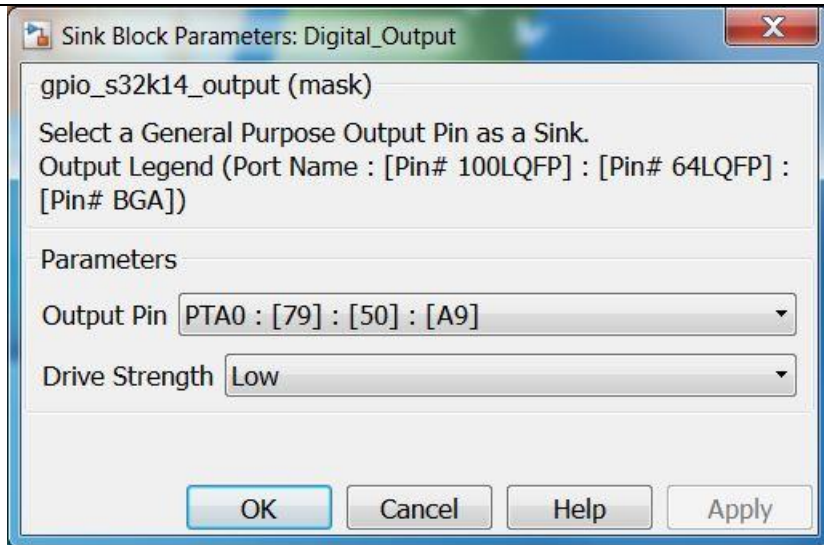 Sink Block Parameters: Digital_Output
gpio_s32k14_output (mask)
Select a General Purpose Output Pin as a Sink.
Output Legend (Port Name : [Pin# 100LQFP] : [Pin# 64LQFP] :
[Pin# BGA])
Parameters
Output Pin PTA0 : [79] : [50] : [A9]
Drive Strength Low
OK Cancel Help Apply